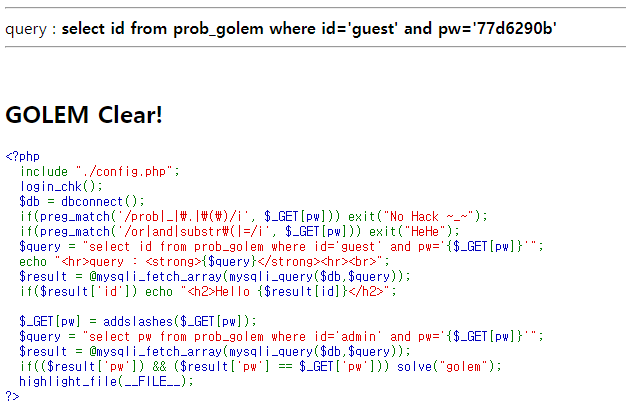 query : select id from prob_golem where id='guest' and pw='77d6290b'
GOLEM Clear!
<?php
  include "./config.php";
  login_chk();
  $db = dbconnect();
  if(preg_match('/prob|_|₩.|₩(₩)/i', $_GET[pw])) exit("No Hack ~_~");
  if(preg_match('/or|and|substr₩(|=/i', $_GET[pw])) exit("HeHe");
  $query = "select id from prob_golem where id='guest' and pw='{$_GET[pw]}'";
  echo "<hr>query : <strong>{$query}</strong><hr><br>";
  $result = @mysqli_fetch_array(mysqli_query($db,$query));
  if($result['id']) echo "<h2>Hello {$result[id]}</h2>";

  $_GET[pw] = addslashes($_GET[pw]);
  $query = "select pw from prob_golem where id='admin' and pw='{$_GET[pw]}'";
  $result = @mysqli_fetch_array(mysqli_query($db,$query));
  if(($result['pw']) && ($result['pw'] == $_GET['pw'])) solve("golem");
  highlight_file(__FILE__);
?>